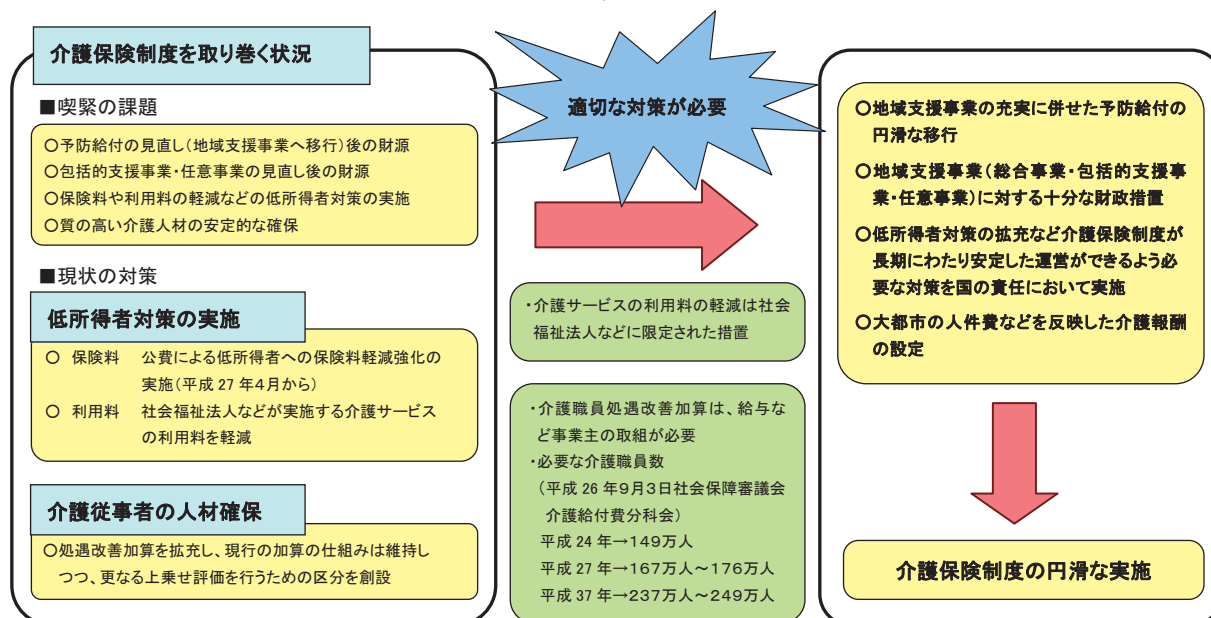 介護保険制度を取り巻く状況
■喫緊の課題
○予防給付の見直し(地域支援事業へ移行)後の財源
○包括的支援事業・任意事業の見直し後の財源
○保険料や利用料の軽減などの低所得者対策の実施
○質の高い介護人材の安定的な確保
■現状の対策
低所得者対策の実施
○ 保険料 公費による低所得者への保険料軽減強化の
実施(平成 27 年4月から)
○ 利用料 社会福祉法人などが実施する介護サービス
の利用料を軽減
介護従事者の人材確保
○処遇改善加算を拡充し、現行の加算の仕組みは維持し
つつ、更なる上乗せ評価を行うための区分を創設
適切な対策が必要
・介護サービスの利用料の軽減は社会
福祉法人などに限定された措置
・介護職員処遇改善加算は、給与な
ど事業主の取組が必要
・必要な介護職員数
(平成 26 年9月3日社会保障審議会
介護給付費分科会)
平成 24 年→149万人
平成 27 年→167万人~176万人
平成 37 年→237万人~249万人
○地域支援事業の充実に併せた予防給付の
円滑な移行
○地域支援事業(総合事業・包括的支援事
業・任意事業)に対する十分な財政措置
○低所得者対策の拡充など介護保険制度が
長期にわたり安定した運営ができるよう必
要な対策を国の責任において実施
○大都市の人件費などを反映した介護報酬
の設定
介護保険制度の円滑な実施